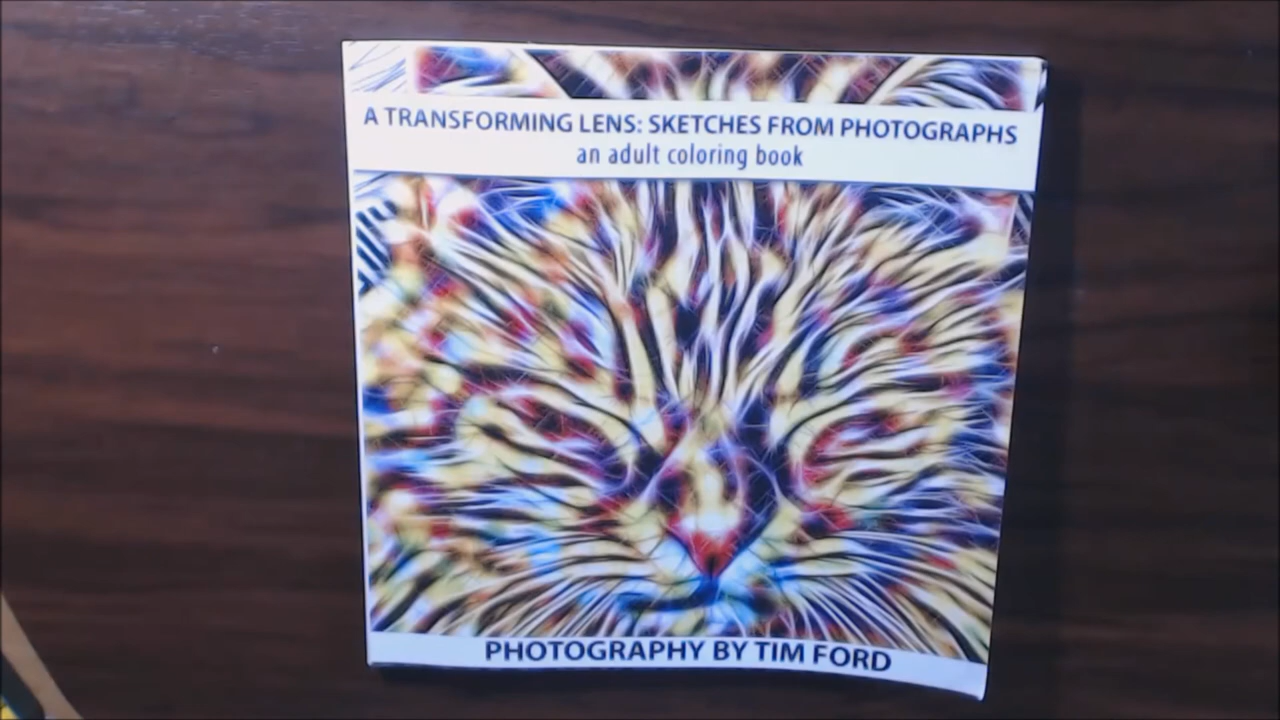 A TRANSFORMING LENS: SKETCHES FROM PHOTOGRAPHS
an adult coloring book
PHOTOGRAPHY BY TIM FORD